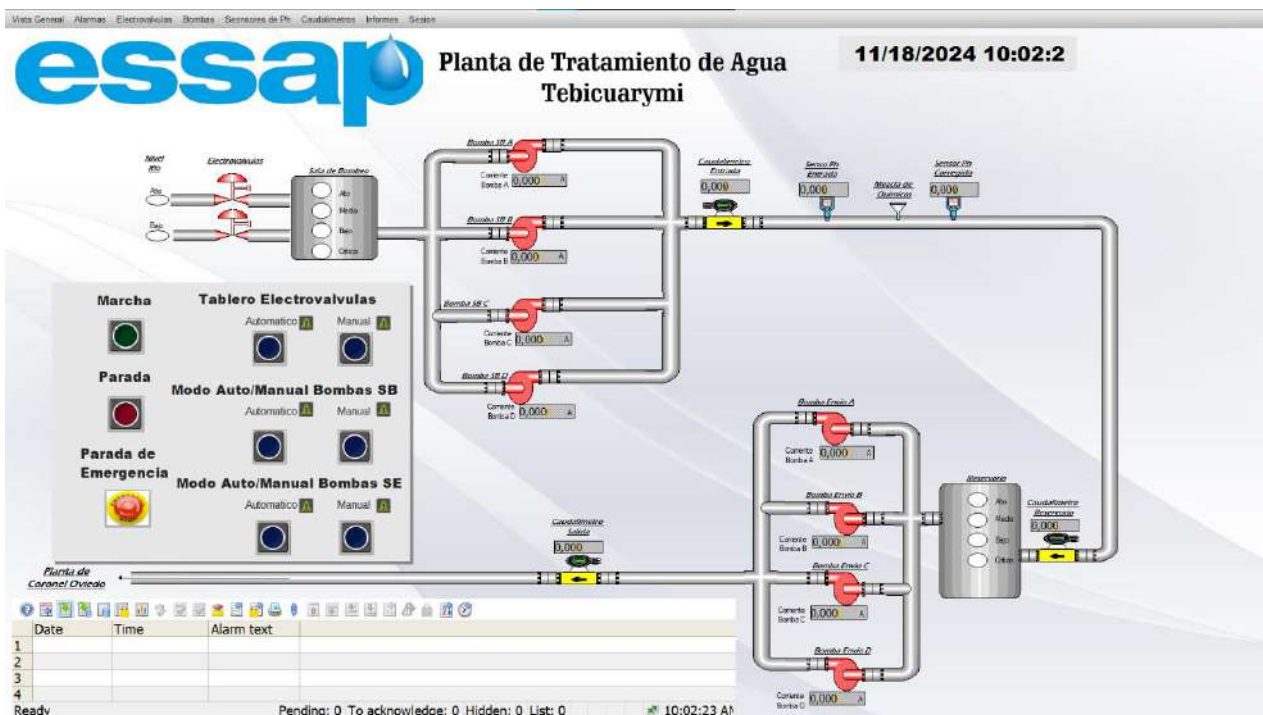 Vista General Alarmas Electrovalvulas Bombas Sesnsores de Ph Caudalimetros Informes Sesion
essap
Planta de Tratamiento de Agua
Tebicuarymi
11/18/2024 10:02:2
Nivel
Rio
Electrovalvulas
Sala de Bombeo
Alto
Bajo
Alto
Medio
Bajo
Critico
Bomba SB A
Corriente
Bomba A
0,000 A
Bomba SB B
Corriente
Bomba B
0,000 A
Bomba SB C
Corriente
Bomba C
0,000 A
Bomba SB D
Corriente
Bomba D
0,000 A
Caudalimetro
Entrada
0,000
Sensor Ph
Entrada
0,000
Mezcla de
Quimicos
Sensor Ph
Corregido
0,000
Marcha
Parada
Parada de
Emergencia
Tablero Electrovalvulas
Automatico Manual
Modo Auto/Manual Bombas SB
Automatico Manual
Modo Auto/Manual Bombas SE
Automatico Manual
Bomba Envio A
Corriente
Bomba A
0,000 A
Bomba Envio B
Corriente
Bomba B
0,000 A
Bomba Envio C
Corriente
Bomba C
0,000 A
Bomba Envio D
Corriente
Bomba D
0,000 A
Reservorio
Alto
Medio
Bajo
Critico
Caudalimetro
Reservorio
0,000
Caudalimetro
Salida
0,000
Planta de
Coronel Oviedo
Date Time Alarm text
1
2
3
4
Ready Pending: 0 To acknowledge: 0 Hidden: 0 List: 0 10:02:23 AM